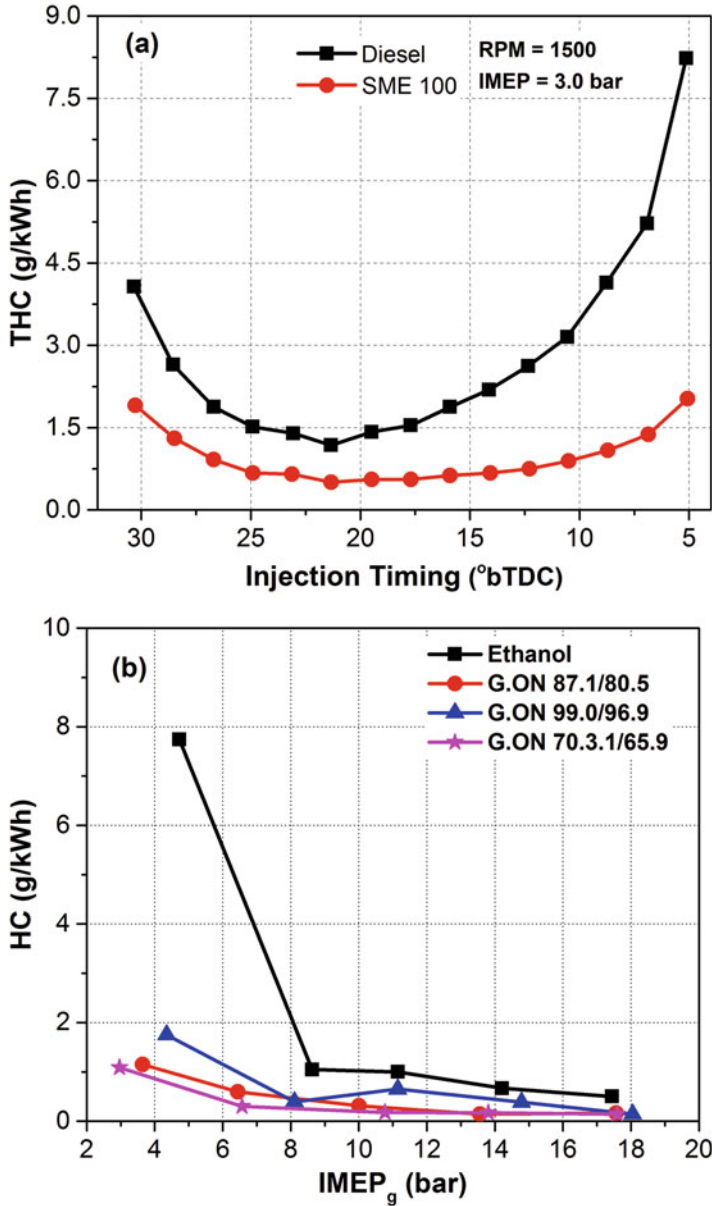 (a)
Diesel
SME 100
RPM = 1500
IMEP = 3.0 bar
9.0
7.5
6.0
4.5
3.0
1.5
0.0
THC (g/kWh)
30 25 20 15 10 5
Injection Timing (°bTDC)
(b)
Ethanol
G.ON 87.1/80.5
G.ON 99.0/96.9
G.ON 70.3.1/65.9
10
8
6
4
2
0
HC (g/kWh)
2 4 6 8 10 12 14 16 18 20
IMEPg (bar)